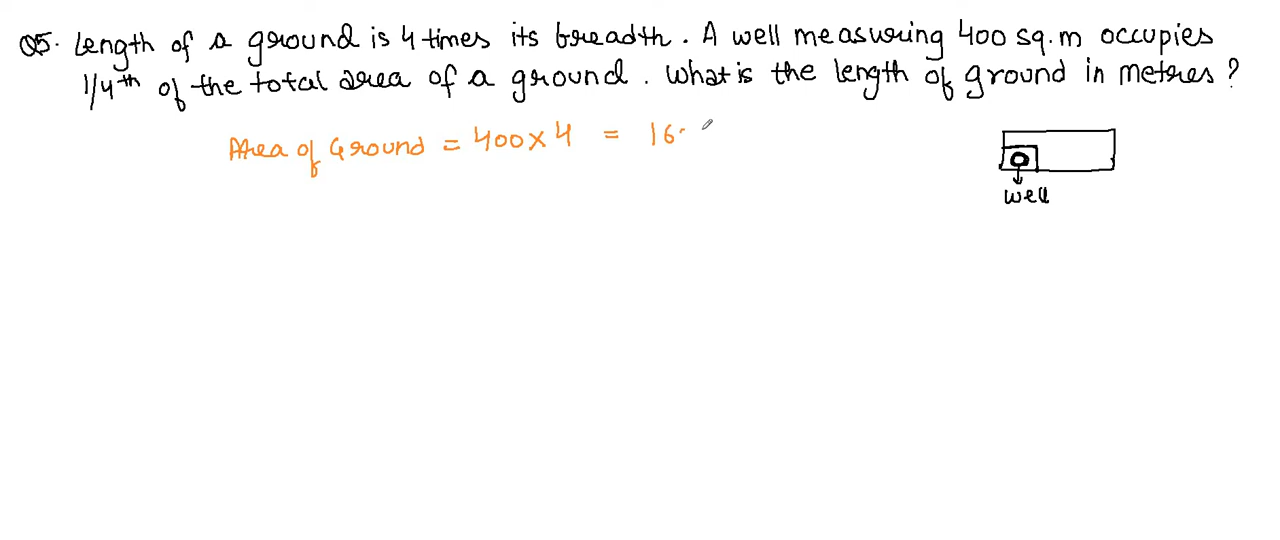 Q5. Length of a ground is 4 times its breadth. A well measuring 400 sq.m occupies
1/4th of the total area of a ground. What is the length of ground in metres?
Area of Ground = 400×4 = 16
well